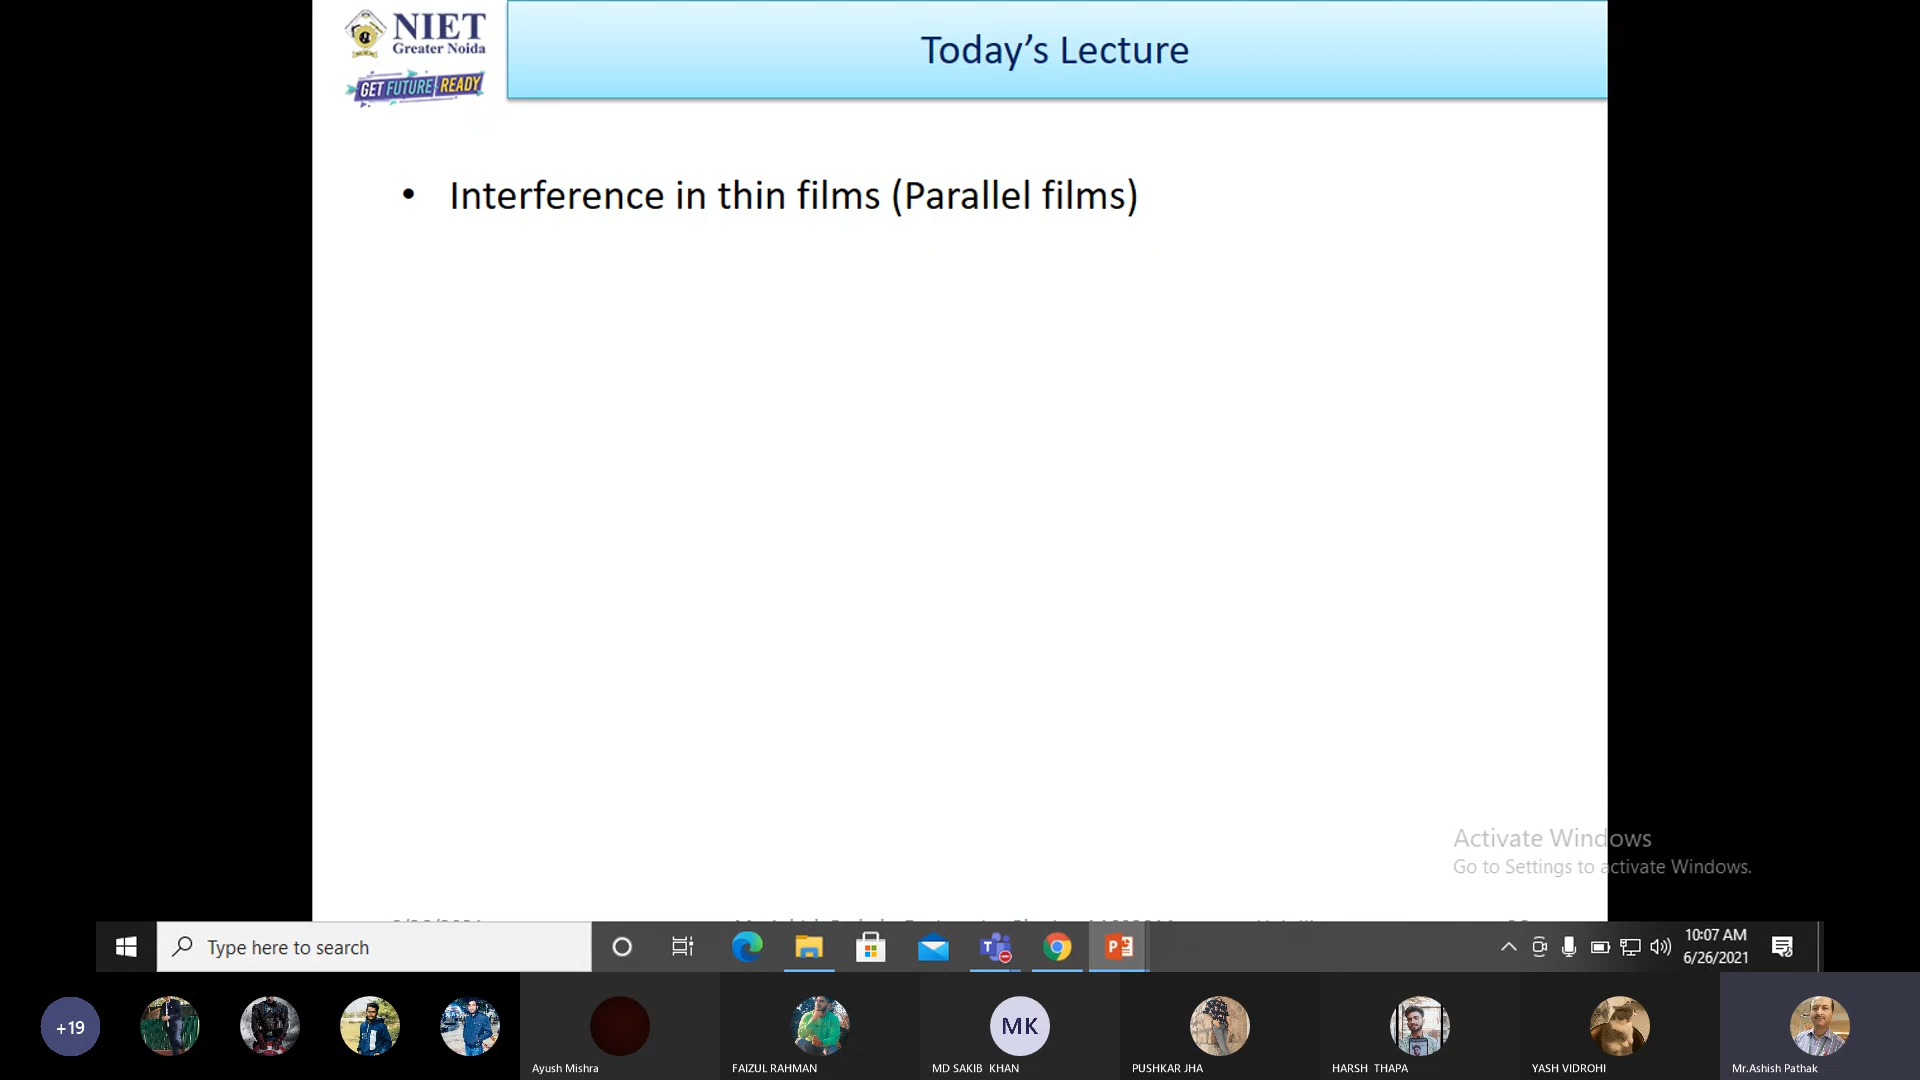 NIET
Greater Noida
GET FUTURE READY
Today's Lecture
• Interference in thin films (Parallel films)
Activate Windows
Go to Settings to activate Windows.
Type here to search
10:07 AM
6/26/2021
+19
MK
Ayush Mishra
FAIZUL RAHMAN
MD SAKIB KHAN
PUSHKAR JHA
HARSH THAPA
YASH VIDROHI
Mr.Ashish Pathak